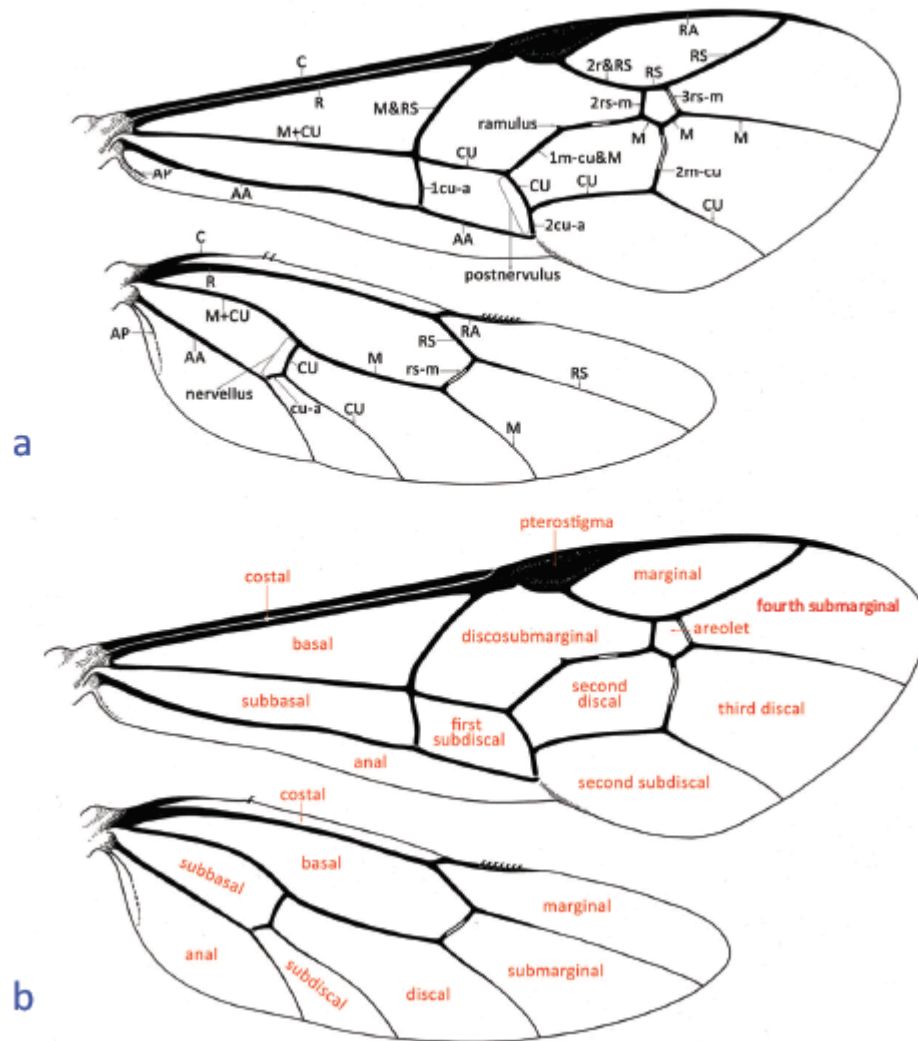 RA
C
RS
2r&RS
RS
R
2rs-m
3rs-m
M&RS
ramulus
M+CU
M
M
M
CU
1m-cu&M
AP
CU
CU
2m-cu
1cu-a
AA
CU
2cu-a
AA
C
postnervulus
R
M+CU
RA
AP
RS
AA
M
rs-m
CU
RS
nervellus
cu-a
CU
M
a
pterostigma
costal
marginal
fourth submarginal
basal
discosubmarginal
areolet
subbasal
second
discal
third discal
first
subdiscal
anal
second subdiscal
costal
basal
subbasal
marginal
anal
subdiscal
discal
submarginal
b